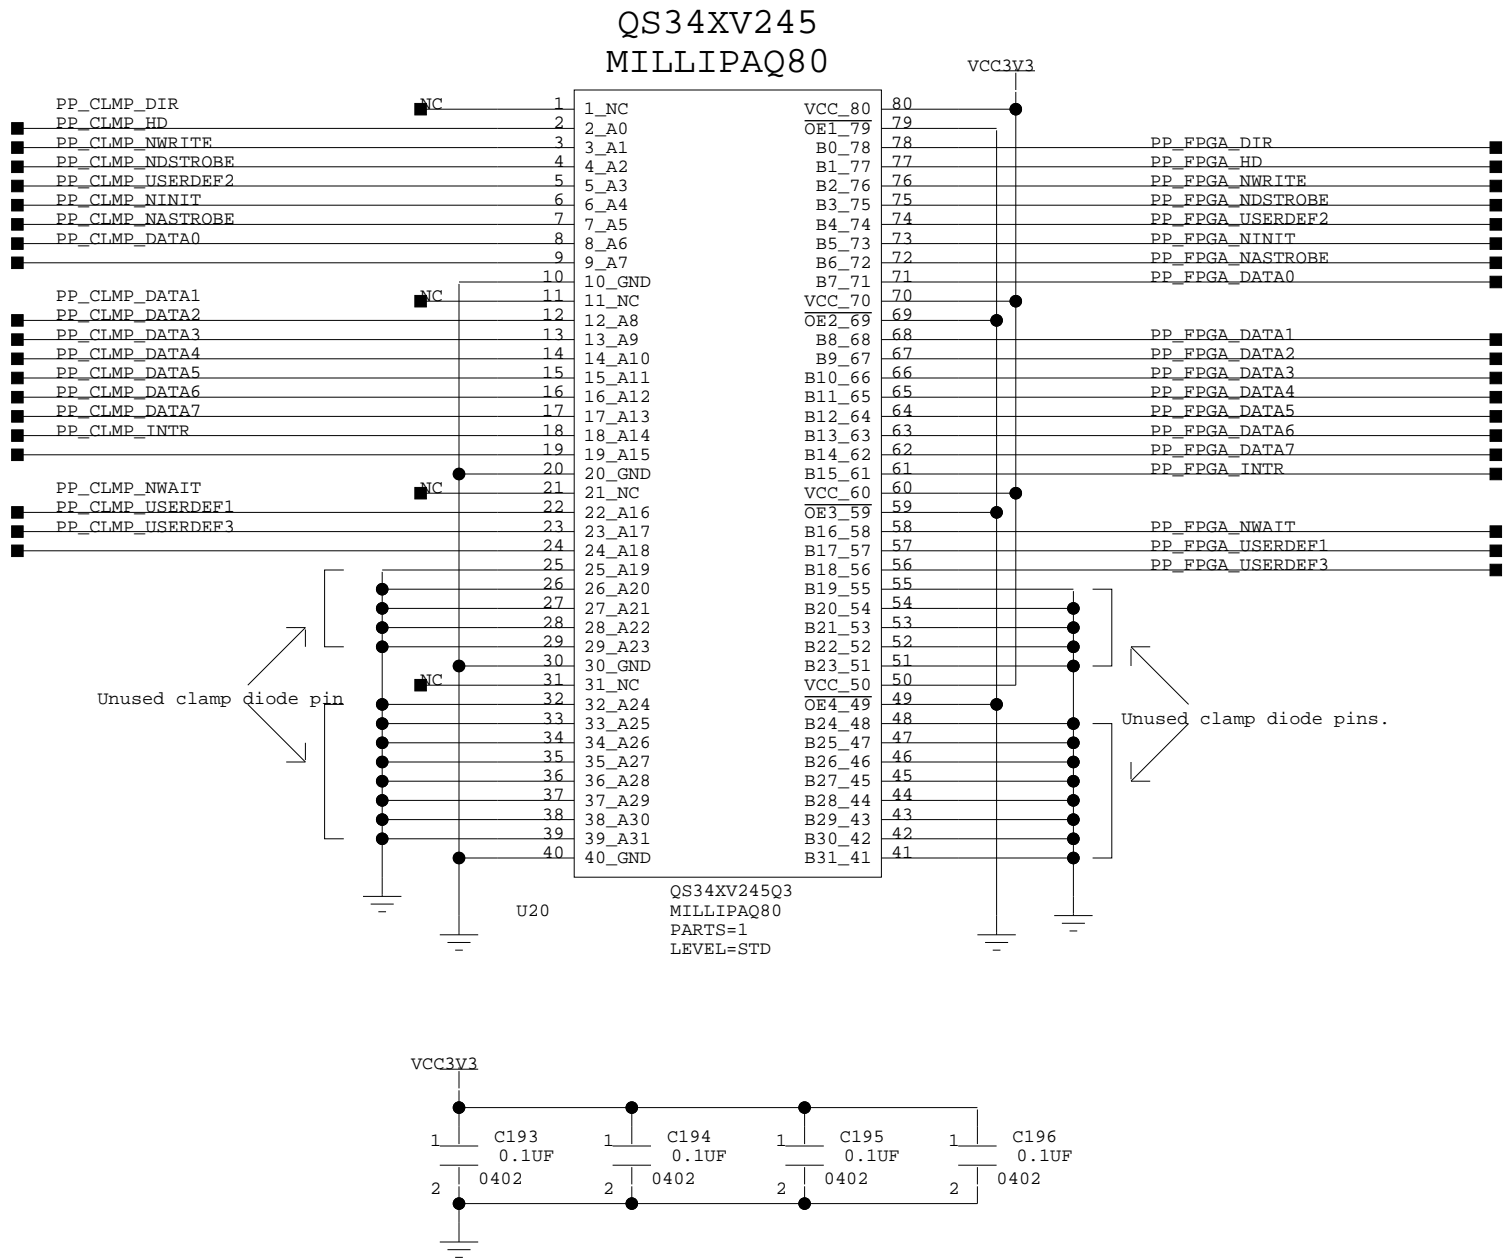 QS34XV245
MILLIPAQ80
VCC3V3
PP_CLMP_DIR NC 1 1_NC VCC_80 80
PP_CLMP_HD 2 2_A0 OE1_79 79
PP_CLMP_NWRITE 3 3_A1 B0_78 78 PP_FPGA_DIR
PP_CLMP_NDSTROBE 4 4_A2 B1_77 77 PP_FPGA_HD
PP_CLMP_USERDEF2 5 5_A3 B2_76 76 PP_FPGA_NWRITE
PP_CLMP_NINIT 6 6_A4 B3_75 75 PP_FPGA_NDSTROBE
PP_CLMP_NASTROBE 7 7_A5 B4_74 74 PP_FPGA_USERDEF2
PP_CLMP_DATA0 8 8_A6 B5_73 73 PP_FPGA_NINIT
9 9_A7 B6_72 72 PP_FPGA_NASTROBE
10 10_GND B7_71 71 PP_FPGA_DATA0
PP_CLMP_DATA1 NC 11 11_NC VCC_70 70
PP_CLMP_DATA2 12 12_A8 OE2_69 69
PP_CLMP_DATA3 13 13_A9 B8_68 68 PP_FPGA_DATA1
PP_CLMP_DATA4 14 14_A10 B9_67 67 PP_FPGA_DATA2
PP_CLMP_DATA5 15 15_A11 B10_66 66 PP_FPGA_DATA3
PP_CLMP_DATA6 16 16_A12 B11_65 65 PP_FPGA_DATA4
PP_CLMP_DATA7 17 17_A13 B12_64 64 PP_FPGA_DATA5
PP_CLMP_INTR 18 18_A14 B13_63 63 PP_FPGA_DATA6
19 19_A15 B14_62 62 PP_FPGA_DATA7
20 20_GND B15_61 61 PP_FPGA_INTR
PP_CLMP_NWAIT NC 21 21_NC VCC_60 60
PP_CLMP_USERDEF1 22 22_A16 OE3_59 59
PP_CLMP_USERDEF3 23 23_A17 B16_58 58 PP_FPGA_NWAIT
24 24_A18 B17_57 57 PP_FPGA_USERDEF1
25 25_A19 B18_56 56 PP_FPGA_USERDEF3
26 26_A20 B19_55 55
27 27_A21 B20_54 54
28 28_A22 B21_53 53
29 29_A23 B22_52 52
30 30_GND B23_51 51
NC 31 31_NC VCC_50 50
Unused clamp diode pin 32 32_A24 OE4_49 49
33 33_A25 B24_48 48 Unused clamp diode pins.
34 34_A26 B25_47 47
35 35_A27 B26_46 46
36 36_A28 B27_45 45
37 37_A29 B28_44 44
38 38_A30 B29_43 43
39 39_A31 B30_42 42
40 40_GND B31_41 41
QS34XV245Q3
U20 MILLIPAQ80
PARTS=1
LEVEL=STD
VCC3V3
1 C193 1 C194 1 C195 1 C196
0.1UF 0.1UF 0.1UF 0.1UF
2 0402 2 0402 2 0402 2 0402